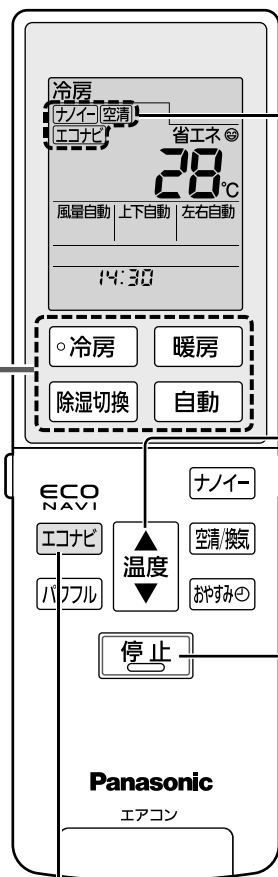 冷房
ナノイー 空清
エコナビ 省エネ
28℃
風量自動 上下自動 左右自動
14:30
冷房 暖房
除湿切換 自動
ECO NAVI
ナノイー
エコナビ
温度
空清/換気
パワフル
おやすみ
停止
Panasonic
エアコン